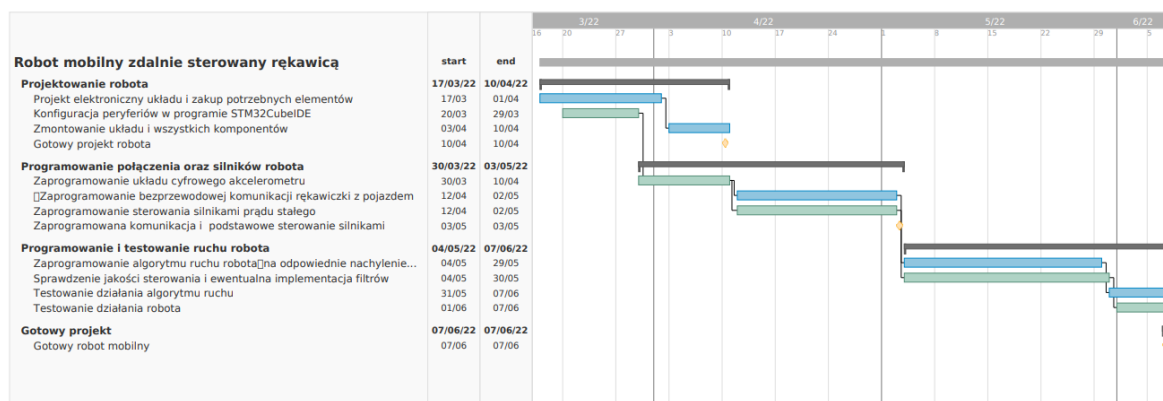 3/22 4/22 5/22 6/22
16 20 27 3 10 17 24 1 8 15 22 29 5
Robot mobilny zdalnie sterowany rękawicą start end
Projektowanie robota 17/03/22 10/04/22
Projekt elektroniczny układu i zakup potrzebnych elementów 17/03 01/04
Konfiguracja peryferiów w programie STM32CubeIDE 20/03 29/03
Zmontowanie układu i wszystkich komponentów 03/04 10/04
Gotowy projekt robota 10/04 10/04
Programowanie połączenia oraz silników robota 30/03/22 03/05/22
Zaprogramowanie układu cyfrowego akcelerometru 30/03 10/04
Zaprogramowanie bezprzewodowej komunikacji rękawiczki z pojazdem 12/04 02/05
Zaprogramowanie sterowania silnikami prądu stałego 12/04 02/05
Zaprogramowana komunikacja i podstawowe sterowanie silnikami 03/05 03/05
Programowanie i testowanie ruchu robota 04/05/22 07/06/22
Zaprogramowanie algorytmu ruchu robota na odpowiednie nachylenie... 04/05 29/05
Sprawdzenie jakości sterowania i ewentualna implementacja filtrów 04/05 30/05
Testowanie działania algorytmu ruchu 31/05 07/06
Testowanie działania robota 01/06 07/06
Gotowy projekt 07/06/22 07/06/22
Gotowy robot mobilny 07/06 07/06